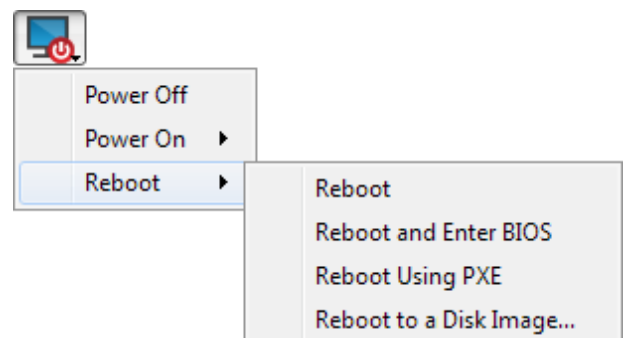 Power Off
Power On
Reboot
Reboot
Reboot and Enter BIOS
Reboot Using PXE
Reboot to a Disk Image...